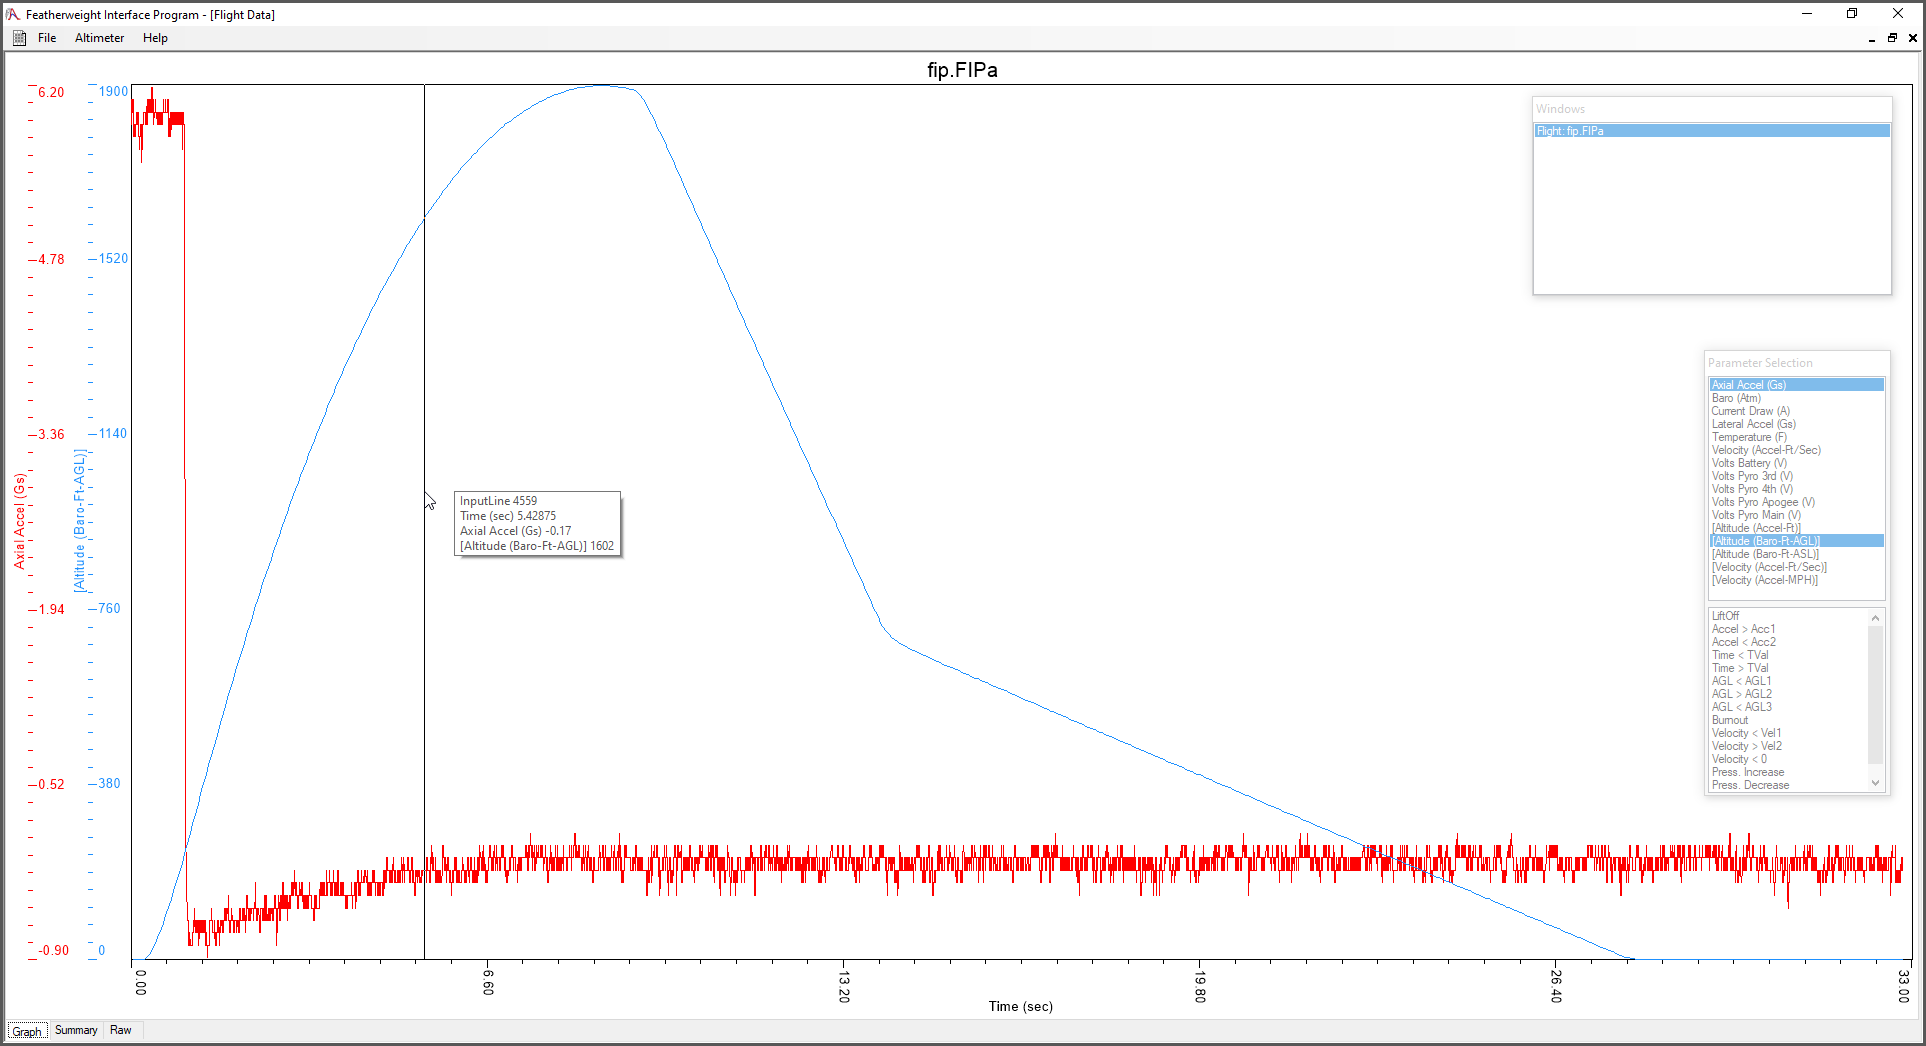 Featherweight Interface Program - [Flight Data]
File Altimeter Help
fip.FIPa
6.20
4.78
3.36
1.94
0.52
-0.90
Axial Accel (Gs)
1900
1520
1140
760
380
0
[Altitude (Baro-Ft-AGL)]
InputLine 4559
Time (sec) 5.42875
Axial Accel (Gs) -0.17
[Altitude (Baro-Ft-AGL)] 1602
Windows
Flight: fip.FIPa
Parameter Selection
Axial Accel (Gs)
Baro (Atm)
Current Draw (A)
Lateral Accel (Gs)
Temperature (F)
Velocity (Accel-Ft/Sec)
Volts Battery (V)
Volts Pyro 3rd (V)
Volts Pyro 4th (V)
Volts Pyro Apogee (V)
Volts Pyro Main (V)
[Altitude (Accel-Ft)]
[Altitude (Baro-Ft-AGL)]
[Altitude (Baro-Ft-ASL)]
[Velocity (Accel-Ft/Sec)]
[Velocity (Accel-MPH)]
LiftOff
Accel > Acc1
Accel < Acc2
Time < TVal
Time > TVal
AGL < AGL1
AGL > AGL2
AGL < AGL3
Burnout
Velocity < Vel1
Velocity > Vel2
Velocity < 0
Press. Increase
Press. Decrease
0.00
6.60
13.20
19.80
26.40
33.00
Time (sec)
Graph Summary Raw